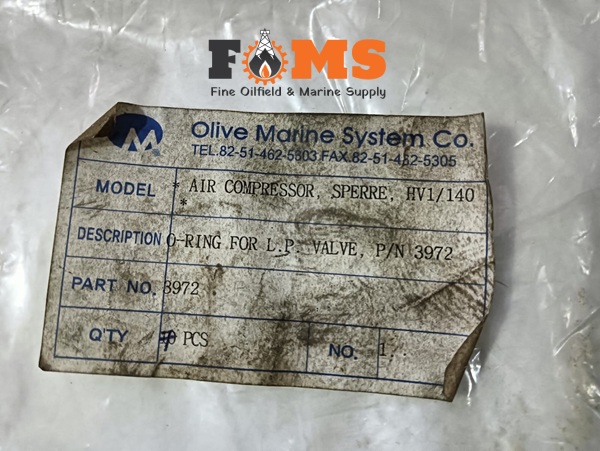 FOMS
Fine Oilfield & Marine Supply
Olive Marine System Co.
TEL.82-51-462-5303 FAX.82-51-462-5305
MODEL * AIR COMPRESSOR, SPERRE, HV1/140
*
DESCRIPTION O-RING FOR L.P. VALVE, P/N 3972
PART NO. 3972
Q'TY PCS NO. 1.